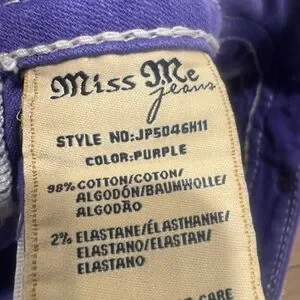 Miss Me
jeans
STYLE NO:JP5046H11
COLOR:PURPLE
98% COTTON/COTON/
ALGODÓN/BAUMWOLLE/
ALGODÃO
2% ELASTANE/ÉLASTHANNE/
ELASTANO/ELASTAN/
ELASTANO
CARE